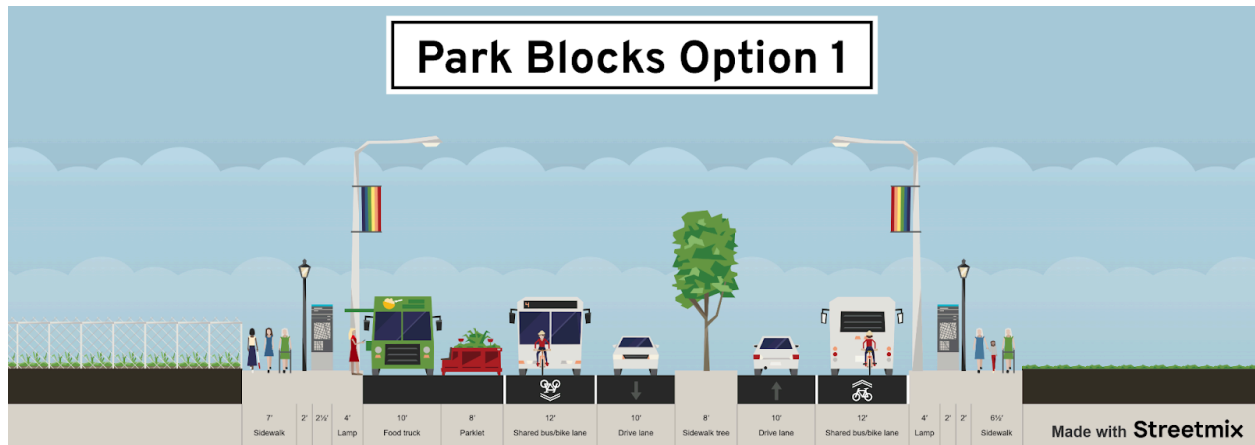 Park Blocks Option 1
4
7' 2' 2½' 4' 10' 8' 12' 10' 8' 10' 12' 4' 2' 2' 6½'
Sidewalk Lamp Food truck Parklet Shared bus/bike lane Drive lane Sidewalk tree Drive lane Shared bus/bike lane Lamp Sidewalk
Made with Streetmix